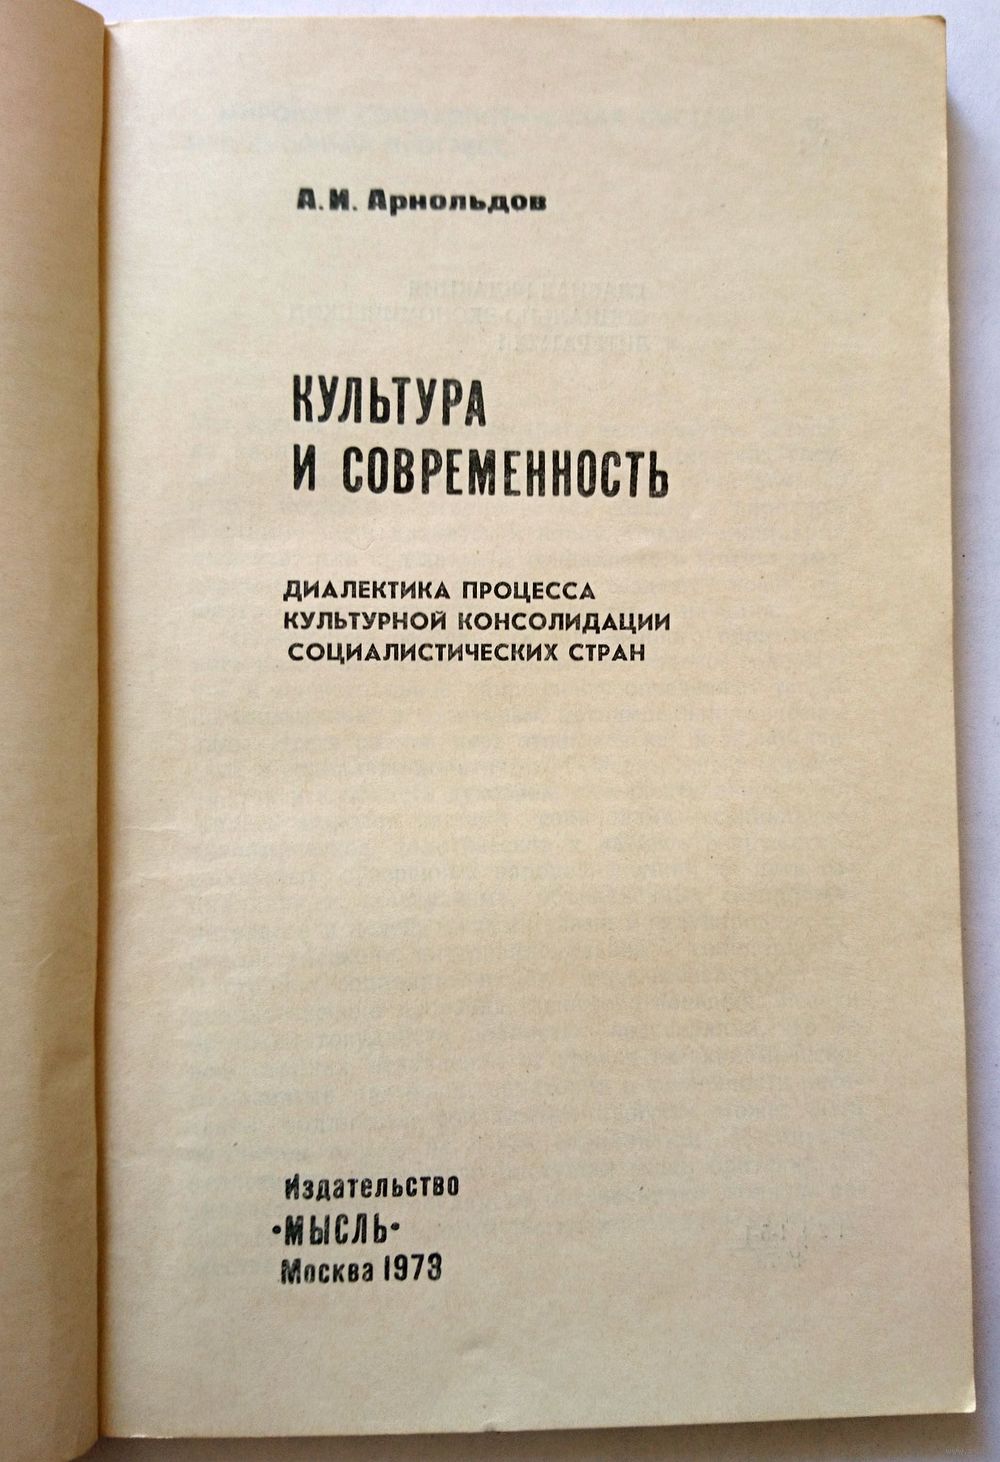 А.И. Арнольдов
КУЛЬТУРА
И СОВРЕМЕННОСТЬ
ДИАЛЕКТИКА ПРОЦЕССА
КУЛЬТУРНОЙ КОНСОЛИДАЦИИ
СОЦИАЛИСТИЧЕСКИХ СТРАН
Издательство
•МЫСЛЬ•
Москва 1973